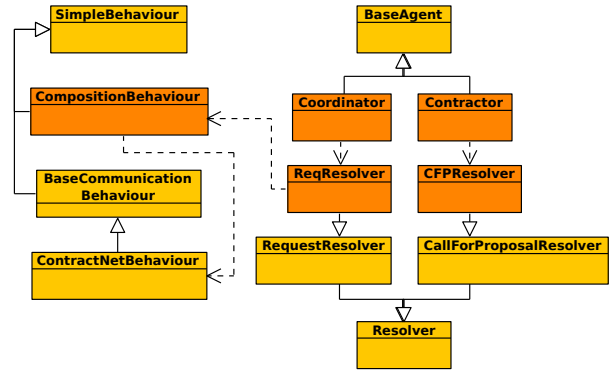 SimpleBehaviour
BaseAgent
CompositionBehaviour
Coordinator
Contractor
BaseCommunication
Behaviour
ReqResolver
CFPResolver
ContractNetBehaviour
RequestResolver
CallForProposalResolver
Resolver